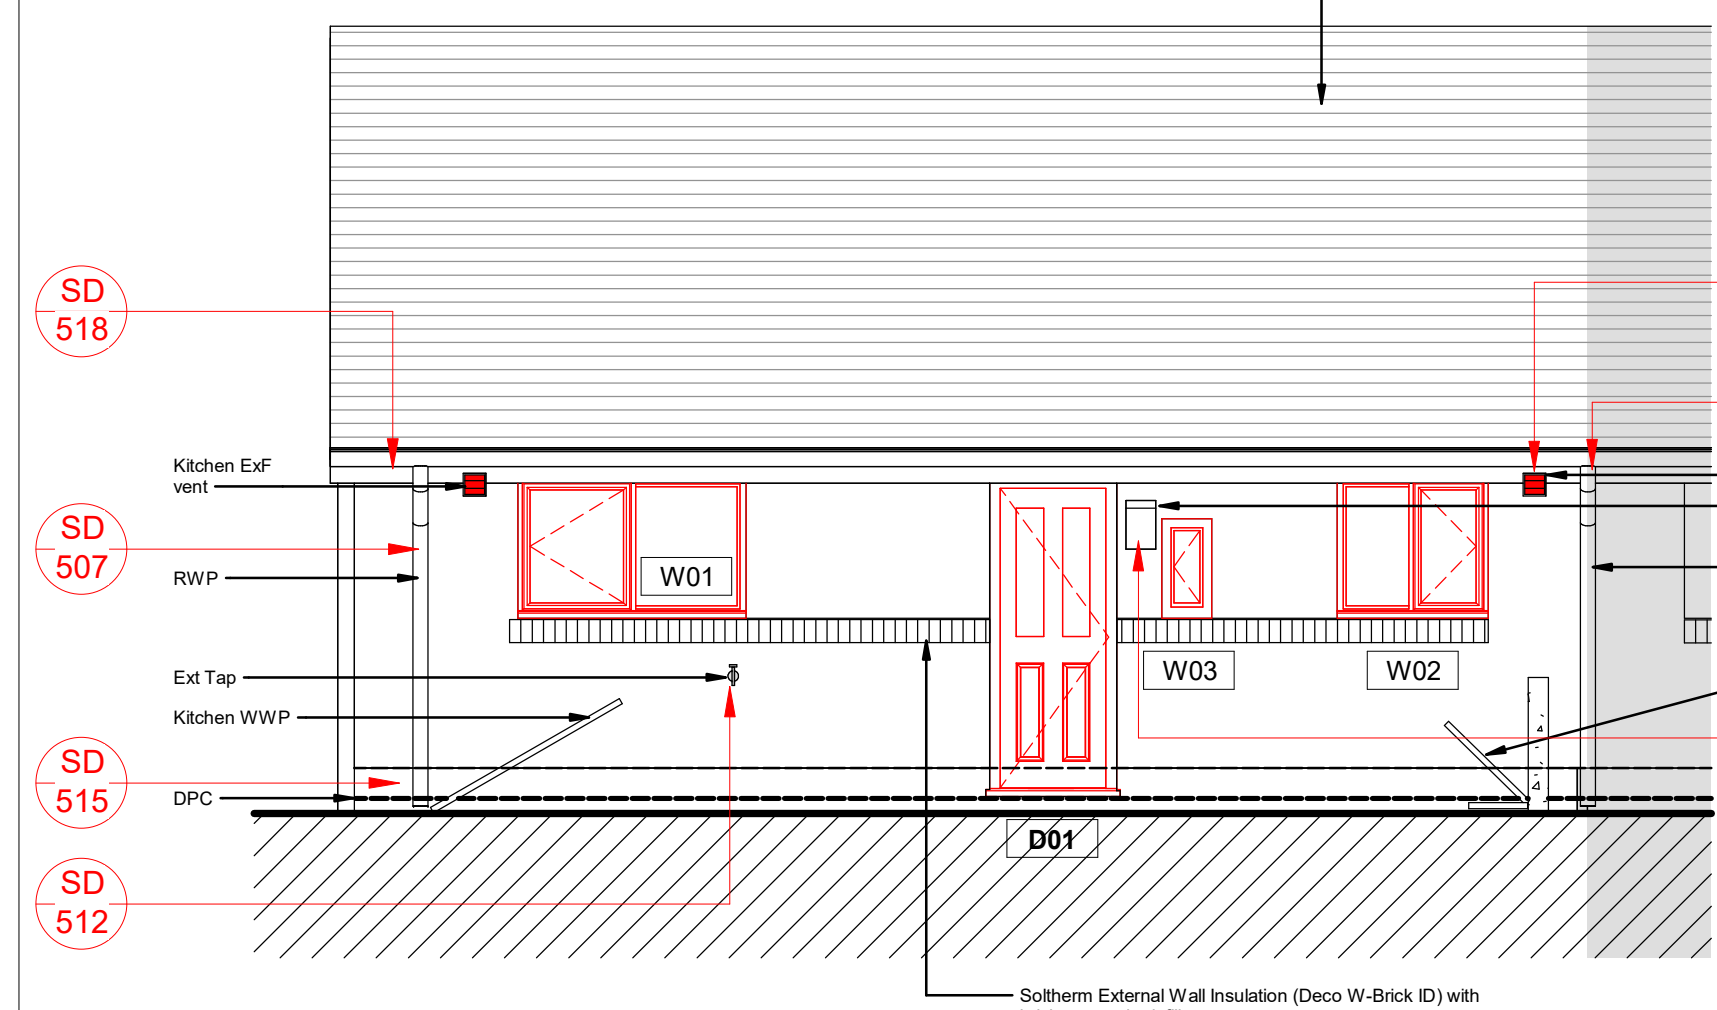 SD
518
Kitchen ExF
vent
SD
507
RWP
W01
Ext Tap
W03
W02
Kitchen WWP
SD
515
DPC
D01
SD
512
Soltherm External Wall Insulation (Deco W-Brick ID) with